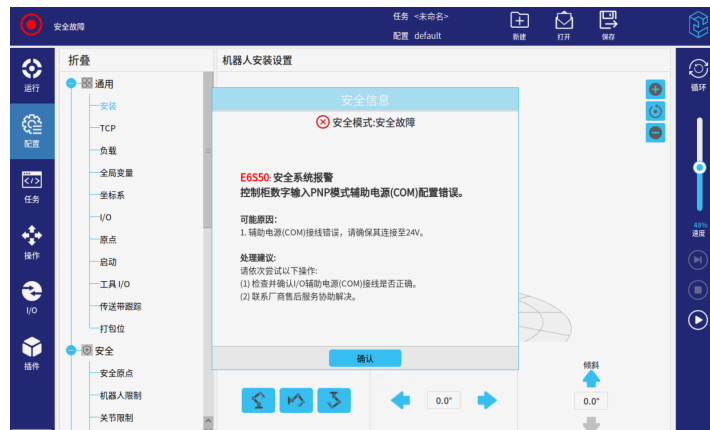 安全故障
任务 <未命名>
配置 default
新建
打开
保存
运行
配置
任务
操作
I/O
插件
折叠
通用
安装
TCP
负载
全局变量
坐标系
I/O
原点
启动
工具 I/O
传送带跟踪
打包位
安全
安全原点
机器人限制
关节限制
机器人安装设置
安全信息
安全模式:安全故障
E6S50: 安全系统报警
控制柜数字输入PNP模式辅助电源(COM)配置错误。
可能原因:
1. 辅助电源(COM)接线错误，请确保其连接至24V。
处理建议:
请依次尝试以下操作:
(1) 检查并确认I/O辅助电源(COM)接线是否正确。
(2) 联系厂商售后服务协助解决。
确认
0.0°
倾斜
0.0°
循环
49%
速度